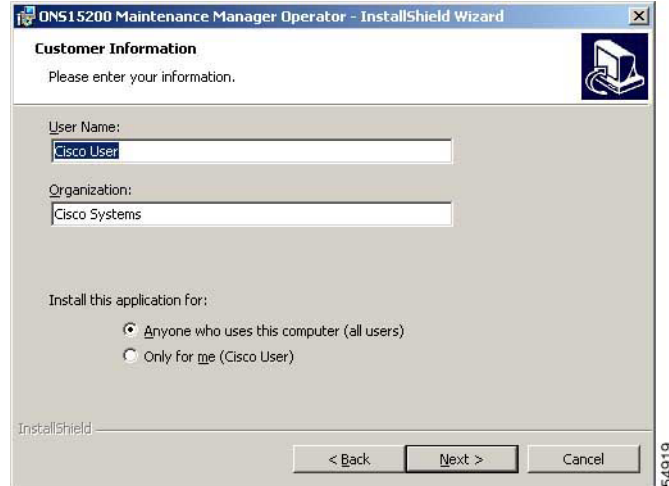 ONS15200 Maintenance Manager Operator - InstallShield Wizard
Customer Information
Please enter your information.
User Name:
Cisco User
Organization:
Cisco Systems
Install this application for:
Anyone who uses this computer (all users)
Only for me (Cisco User)
InstallShield
< Back
Next >
Cancel
54919